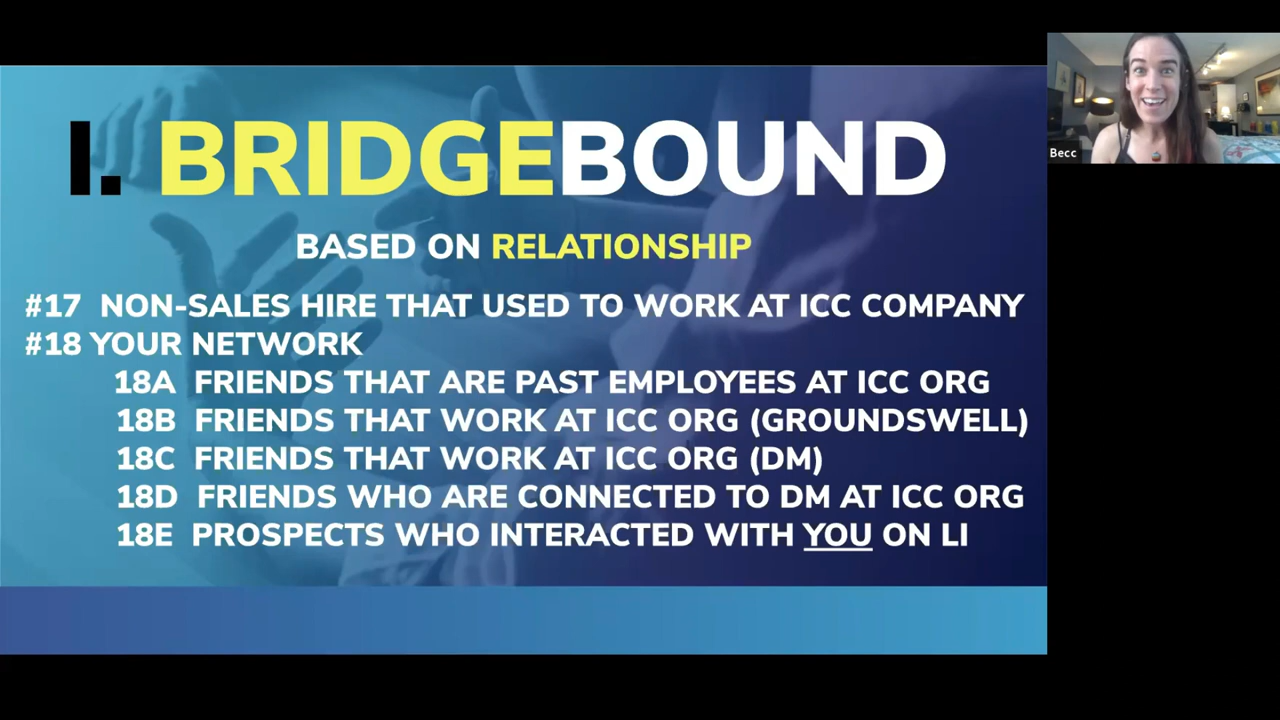 I. BRIDGEBOUND
BASED ON RELATIONSHIP
#17 NON-SALES HIRE THAT USED TO WORK AT ICC COMPANY
#18 YOUR NETWORK
18A FRIENDS THAT ARE PAST EMPLOYEES AT ICC ORG
18B FRIENDS THAT WORK AT ICC ORG (GROUNDSWELL)
18C FRIENDS THAT WORK AT ICC ORG (DM)
18D FRIENDS WHO ARE CONNECTED TO DM AT ICC ORG
18E PROSPECTS WHO INTERACTED WITH YOU ON LI
Becc